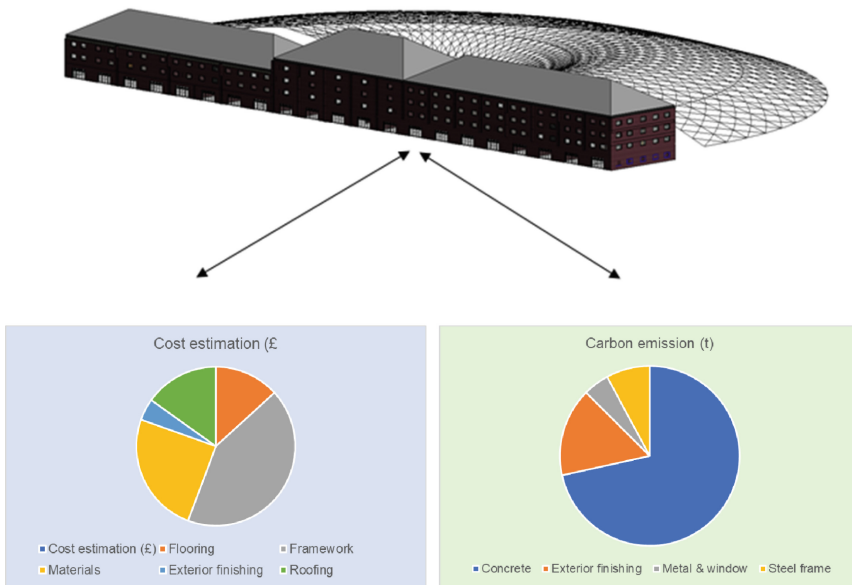 Cost estimation (£
Cost estimation (£) Flooring Framework
Materials Exterior finishing Roofing
Carbon emission (t)
Concrete Exterior finishing Metal & window Steel frame